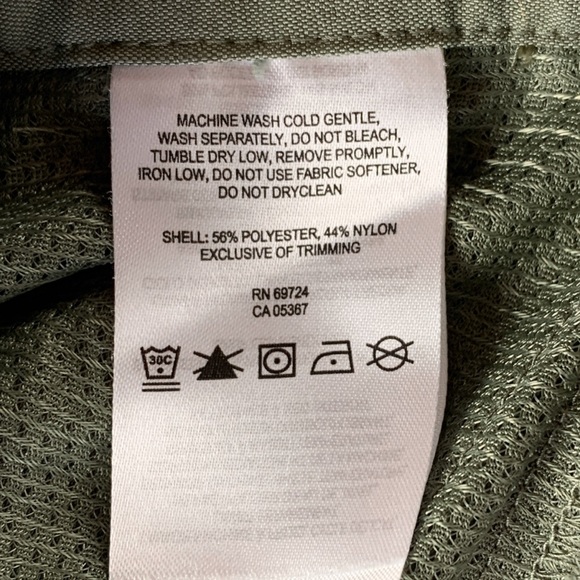 MACHINE WASH COLD GENTLE,
WASH SEPARATELY, DO NOT BLEACH,
TUMBLE DRY LOW, REMOVE PROMPTLY,
IRON LOW, DO NOT USE FABRIC SOFTENER,
DO NOT DRYCLEAN
SHELL: 56% POLYESTER, 44% NYLON
EXCLUSIVE OF TRIMMING
RN 69724
CA 05367
30C